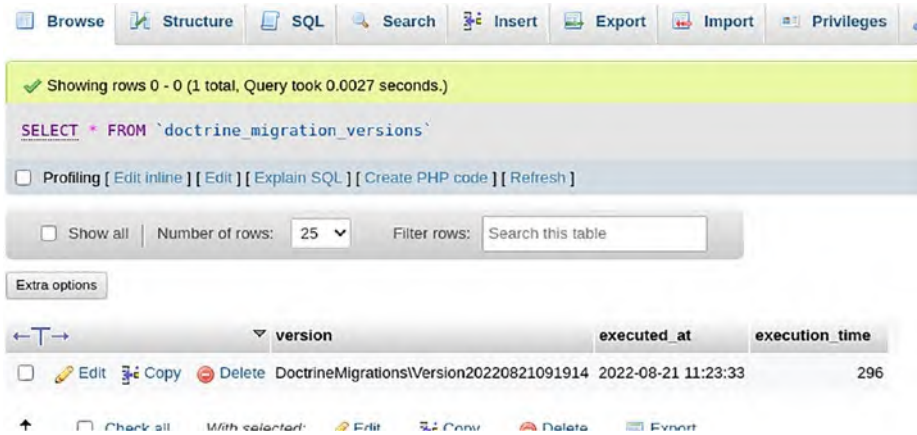 Browse Structure SQL Search Insert Export Import Privileges
Showing rows 0 - 0 (1 total, Query took 0.0027 seconds.)
SELECT * FROM `doctrine_migration_versions`
Profiling [ Edit inline ] [ Edit ] [ Explain SQL ] [ Create PHP code ] [ Refresh ]
Show all | Number of rows: 25 Filter rows: Search this table
Extra options
←T→ version executed_at execution_time
Edit Copy Delete DoctrineMigrations\Version20220821091914 2022-08-21 11:23:33 296
Check all With selected: Edit Copy Delete Export